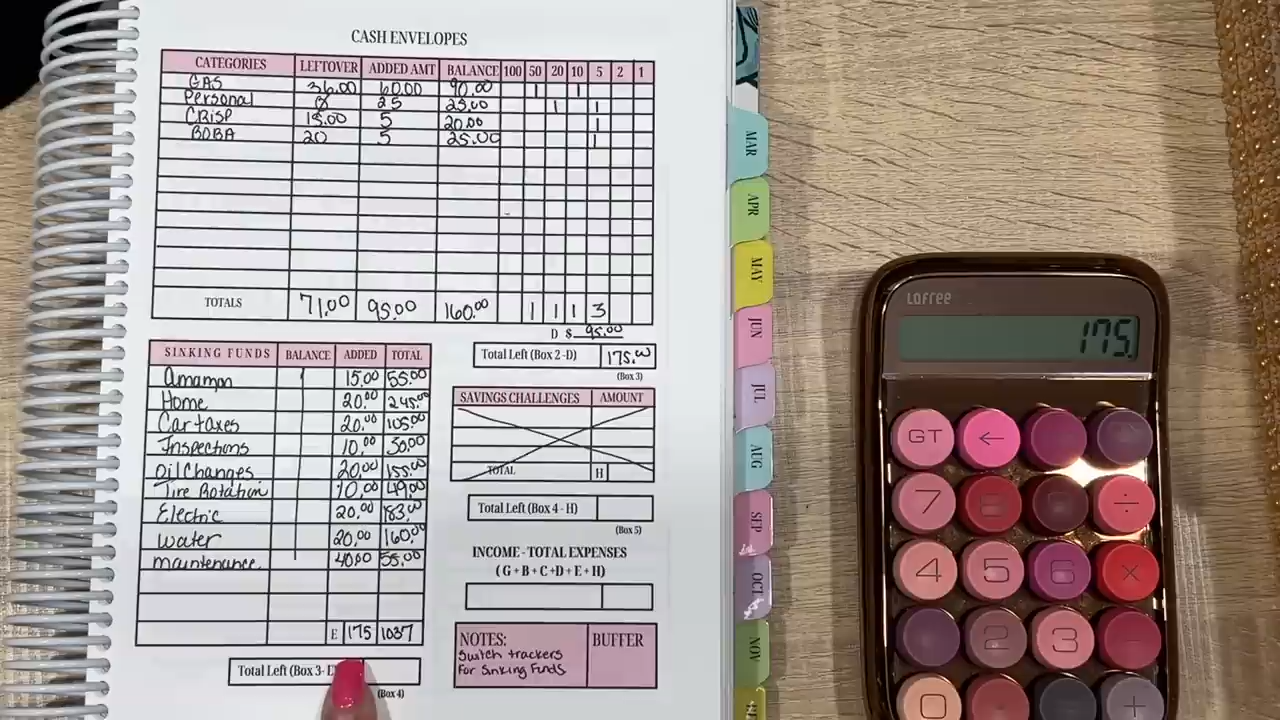 CASH ENVELOPES
CATEGORIES LEFTOVER ADDED AMT BALANCE 100 50 20 10 5 2 1
GAS 36.00 60.00 90.00 1 1
Personal 0 25 25.00 1 1
CRISP 15.00 5 20.00 1
BOBA 20 5 25.00 1
TOTALS 71.00 95.00 160.00 1 1 1 3
D $ 95.00
Total Left (Box 2 - D) 175.00
(Box 3)
SINKING FUNDS BALANCE ADDED TOTAL
Amamon 15.00 55.00
Home 20.00 245.00
Car taxes 20.00 105.00
Inspections 10.00 50.00
Oil Changes 20.00 155.00
Tire Rotation 10.00 49.00
Electric 20.00 183.00
Water 20.00 160.00
maintenance 40.00 55.00
E 175 1037
Total Left (Box 3-
(Box 4)
SAVINGS CHALLENGES AMOUNT
TOTAL H
Total Left (Box 4 - H)
(Box 5)
INCOME - TOTAL EXPENSES
( G + B + C + D + E + H )
NOTES: BUFFER
Switch trackers
For Sinking Funds
MAR
APR
MAY
JUN
JUL
AUG
SEP
OCT
NOV
LOFREE
175.
GT ←
7 ÷
4 5 6 ×
2 3 -
0 +